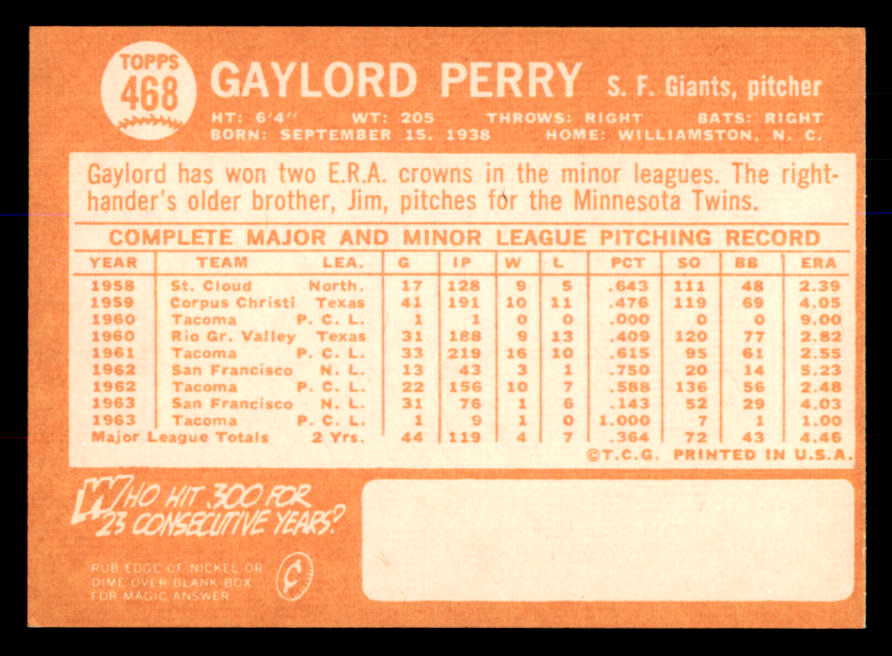 TOPPS
468
GAYLORD PERRY S. F. Giants, pitcher
HT: 6'4" WT: 205 THROWS: RIGHT BATS: RIGHT
BORN: SEPTEMBER 15, 1938 HOME: WILLIAMSTON, N. C.
Gaylord has won two E.R.A. crowns in the minor leagues. The right-
hander's older brother, Jim, pitches for the Minnesota Twins.
COMPLETE MAJOR AND MINOR LEAGUE PITCHING RECORD
YEAR TEAM LEA. G IP W L PCT SO BB ERA
1958 St. Cloud North. 17 128 9 5 .643 111 48 2.39
1959 Corpus Christi Texas 41 191 10 11 .476 119 69 4.05
1960 Tacoma P. C. L. 1 1 0 0 .000 0 0 9.00
1960 Rio Gr. Valley Texas 31 188 9 13 .409 120 77 2.82
1961 Tacoma P. C. L. 33 219 16 10 .615 95 61 2.55
1962 San Francisco N. L. 13 43 3 1 .750 20 14 5.23
1962 Tacoma P. C. L. 22 156 10 7 .588 136 56 2.48
1963 San Francisco N. L. 31 76 1 6 .143 52 29 4.03
1963 Tacoma P. C. L. 1 9 1 0 1.000 7 1 1.00
Major League Totals 2 Yrs. 44 119 4 7 .364 72 43 4.46
©T.C.G. PRINTED IN U.S.A.
WHO HIT .300 FOR
23 CONSECUTIVE YEARS?
RUB EDGE OF NICKEL OR
DIME OVER BLANK BOX
FOR MAGIC ANSWER
¢